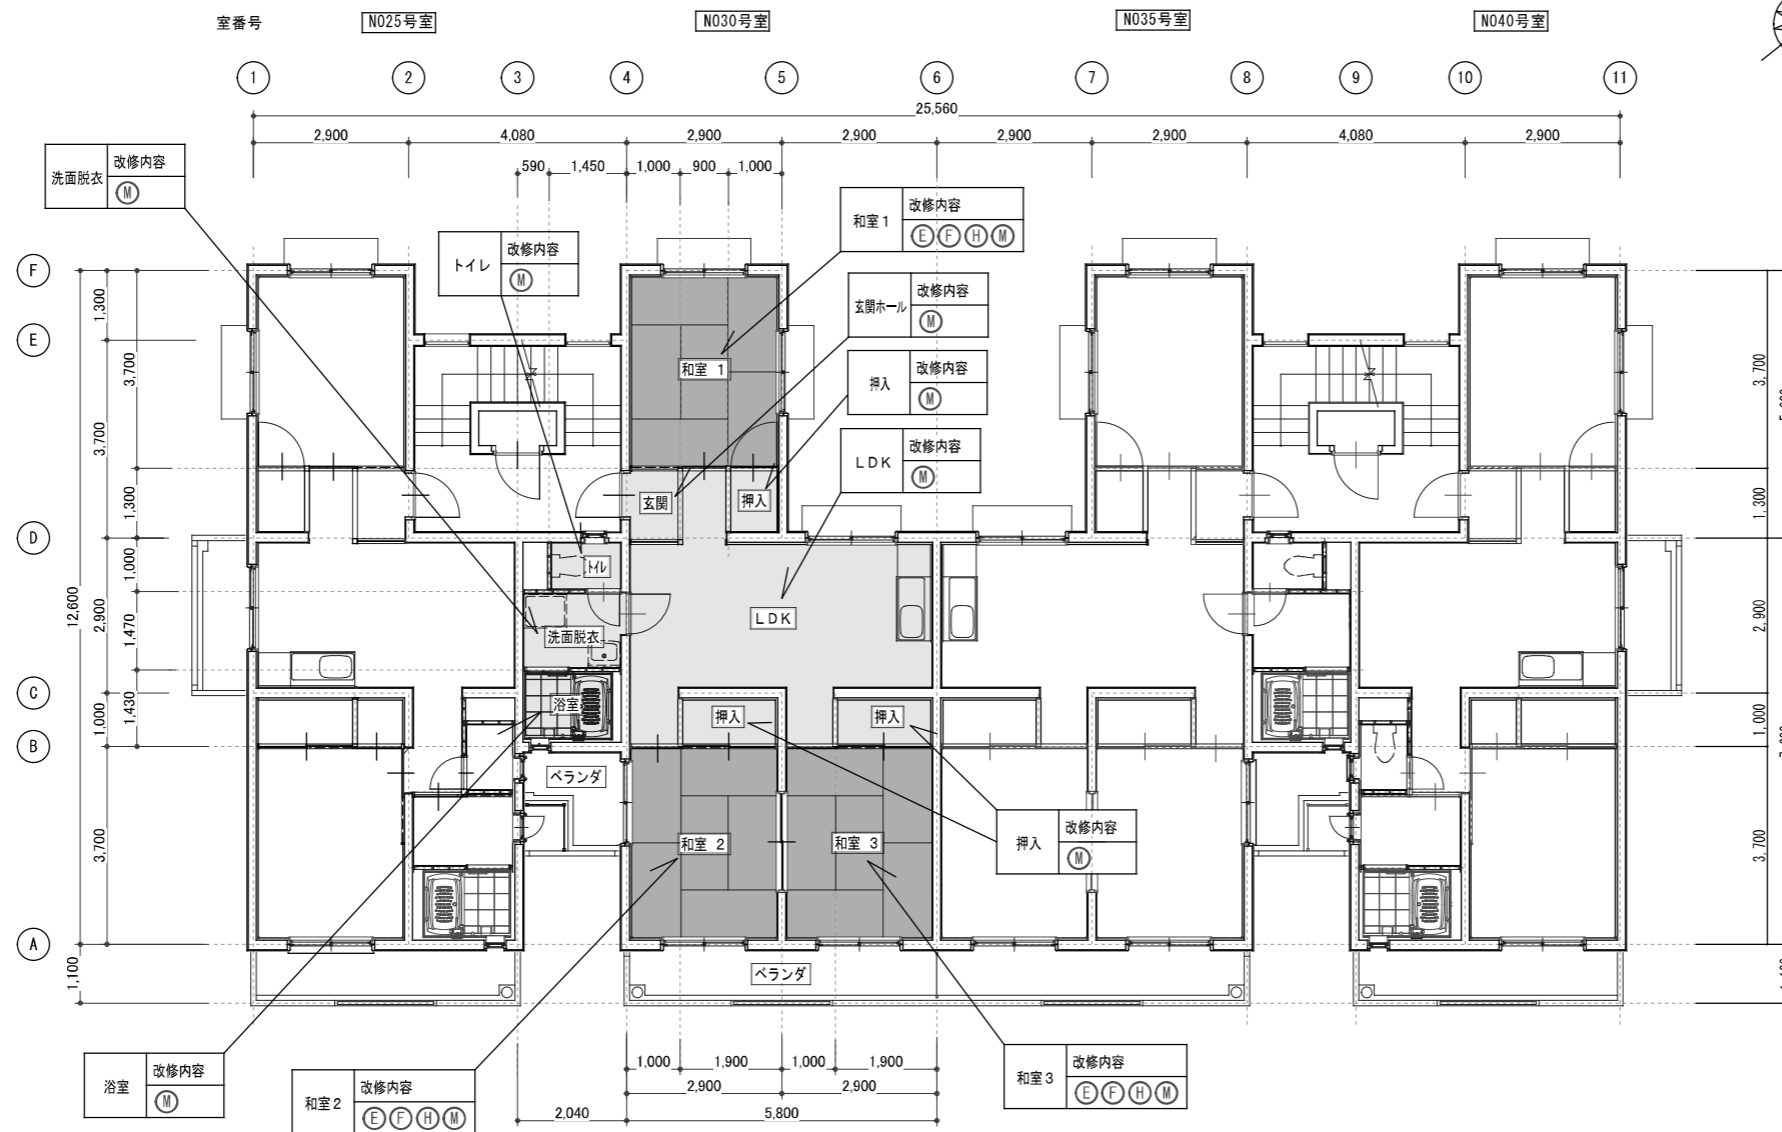 室番号 NO25号室 NO30号室 NO35号室 NO40号室
1 2 3 4 5 6 7 8 9 10 11
25,560
2,900 4,080 2,900 2,900 2,900 2,900 4,080 2,900
590 1,450 1,000 900 1,000
洗面脱衣 改修内容
M
トイレ 改修内容
M
和室1 改修内容
E F H M
玄関ホール 改修内容
M
押入 改修内容
M
LDK 改修内容
M
F
E
D
C
B
A
1,300
3,700
12,600
2,900
1,000
3,700
1,100
3,700
1,300
1,000
1,470
1,430
和室 1
玄関
押入
トイレ
LDK
洗面脱衣
浴室
押入
押入
ベランダ
和室 2
和室 3
ベランダ
3,700
1,300
2,900
1,000
3,700
押入 改修内容
M
浴室 改修内容
M
和室2 改修内容
E F H M
和室3 改修内容
E F H M
1,000 1,900 1,000 1,900
2,900 2,900
2,040 5,800